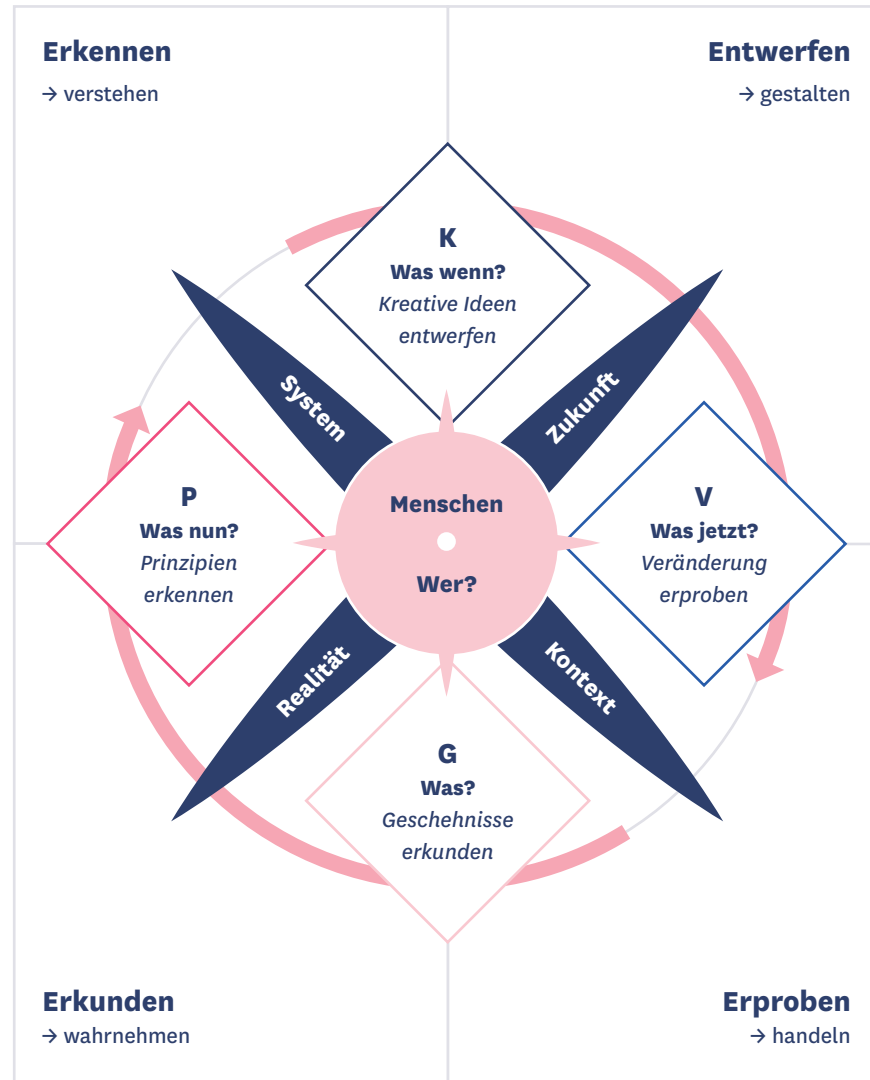 Erkennen
→ verstehen
Entwerfen
→ gestalten
K
Was wenn?
Kreative Ideen
entwerfen
System
Zukunft
P
Was nun?
Prinzipien
erkennen
Menschen
Wer?
V
Was jetzt?
Veränderung
erproben
Realität
Kontext
G
Was?
Geschehnisse
erkunden
Erkunden
→ wahrnehmen
Erproben
→ handeln